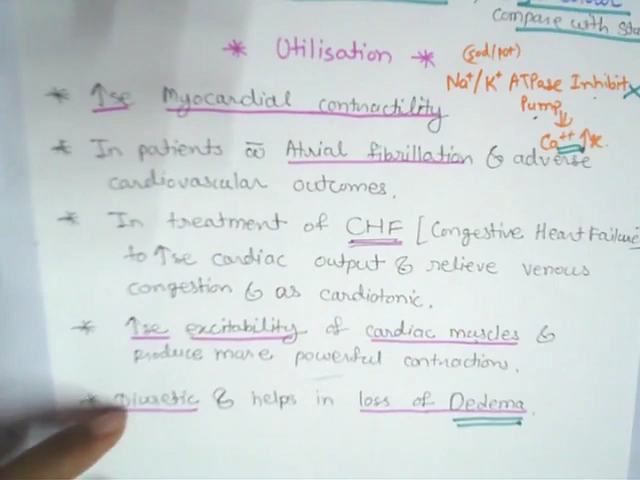 Compare with
* Utilisation *
(sod/pot)
Na⁺/K⁺ ATPase Inhibit
Pump
↓
Ca⁺⁺ ↑se.
* ↑se Myocardial contractility
* In patients c̅ Atrial fibrillation & adverse
cardiovascular outcomes.
* In treatment of CHF [Congestive Heart Failure]
to ↑se cardiac output & relieve venous
congestion & as cardiotonic.
* ↑se excitability of cardiac muscles &
produce more powerful contractions.
* Diuretic & helps in loss of Oedema.